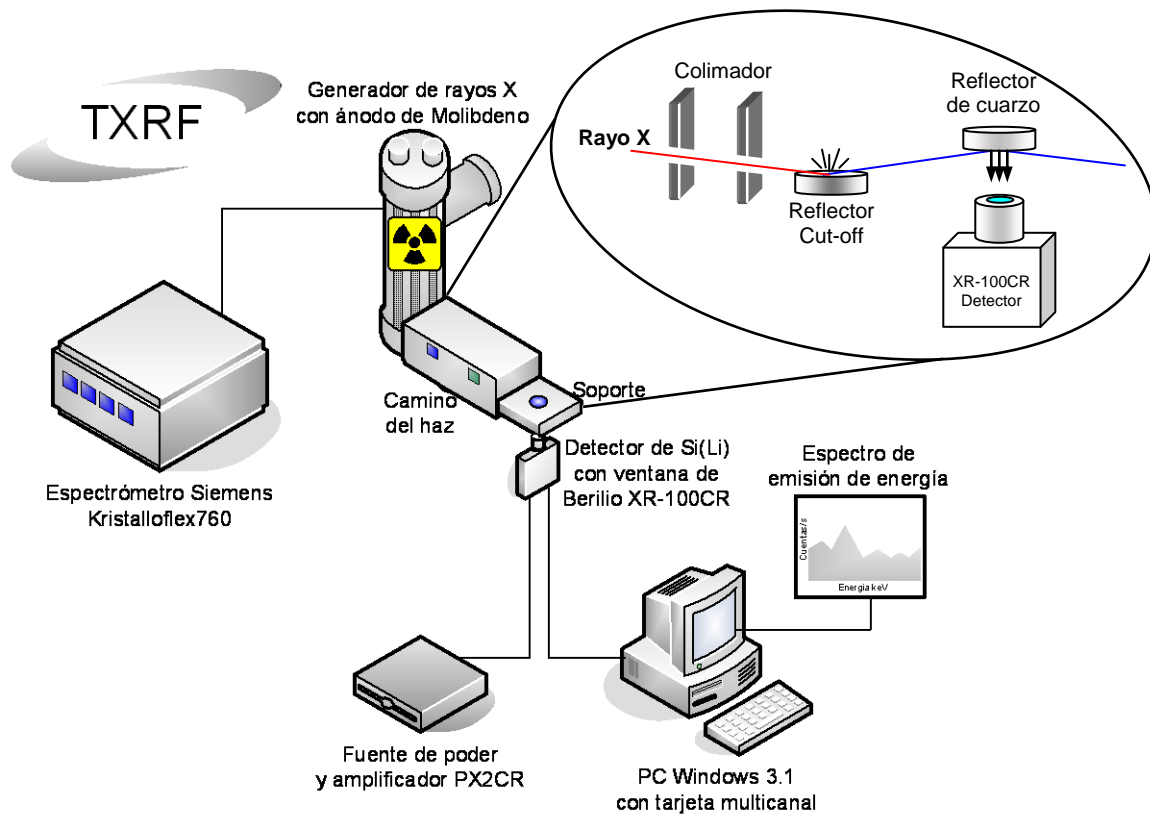 TXRF
Generador de rayos X
con ánodo de Molibdeno
Colimador
Reflector
de cuarzo
Rayo X
Reflector
Cut-off
XR-100CR
Detector
Soporte
Camino
del haz
Detector de Si(Li)
con ventana de
Berilio XR-100CR
Espectro de
emisión de energía
Espectrómetro Siemens
Kristalloflex760
Cuentas/s
Energia keV
Fuente de poder
y amplificador PX2CR
PC Windows 3.1
con tarjeta multicanal